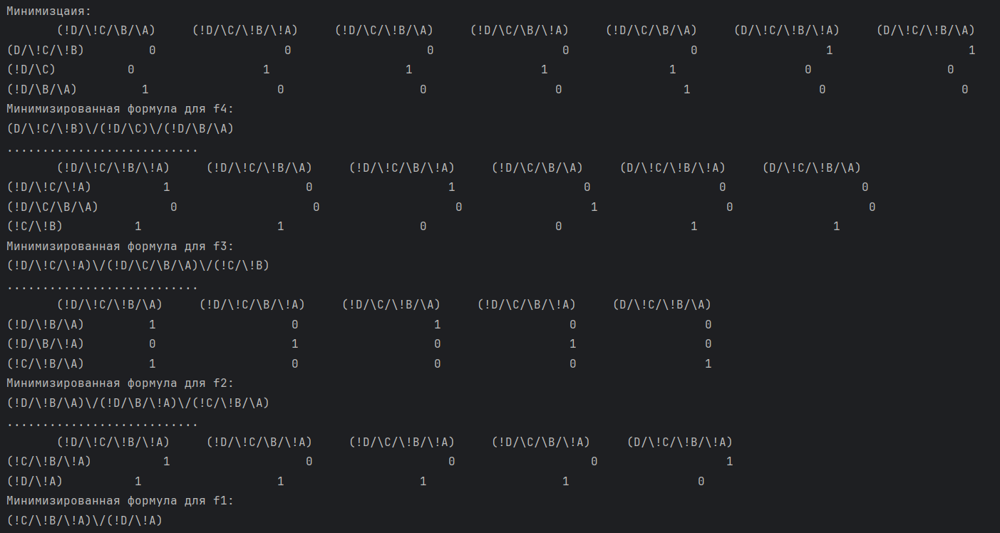 Минимизцаия:
(!D/\!C/\B/\A) (!D/\C/\!B/\!A) (!D/\C/\!B/\A) (!D/\C/\B/\!A) (!D/\C/\B/\A) (D/\!C/\!B/\!A) (D/\!C/\!B/\A)
(D/\!C/\!B) 0 0 0 0 0 1 1
(!D/\C) 0 1 1 1 1 0 0
(!D/\B/\A) 1 0 0 0 1 0 0
Минимизированная формула для f4:
(D/\!C/\!B)\/(!D/\C)\/(!D/\B/\A)
...........................
(!D/\!C/\!B/\!A) (!D/\!C/\!B/\A) (!D/\!C/\B/\!A) (!D/\C/\B/\A) (D/\!C/\!B/\!A) (D/\!C/\!B/\A)
(!D/\!C/\!A) 1 0 1 0 0 0
(!D/\C/\B/\A) 0 0 0 1 0 0
(!C/\!B) 1 1 0 0 1 1
Минимизированная формула для f3:
(!D/\!C/\!A)\/(!D/\C/\B/\A)\/(!C/\!B)
...........................
(!D/\!C/\!B/\A) (!D/\!C/\B/\!A) (!D/\C/\!B/\A) (!D/\C/\B/\!A) (D/\!C/\!B/\A)
(!D/\!B/\A) 1 0 1 0 0
(!D/\B/\!A) 0 1 0 1 0
(!C/\!B/\A) 1 0 0 0 1
Минимизированная формула для f2:
(!D/\!B/\A)\/(!D/\B/\!A)\/(!C/\!B/\A)
...........................
(!D/\!C/\!B/\!A) (!D/\!C/\B/\!A) (!D/\C/\!B/\!A) (!D/\C/\B/\!A) (D/\!C/\!B/\!A)
(!C/\!B/\!A) 1 0 0 0 1
(!D/\!A) 1 1 1 1 0
Минимизированная формула для f1:
(!C/\!B/\!A)\/(!D/\!A)